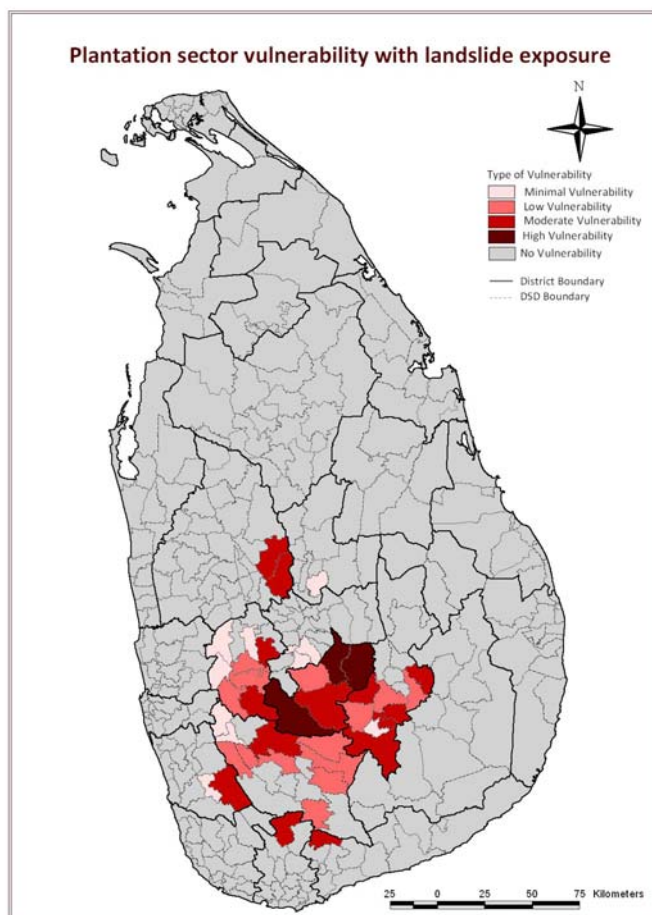 Plantation sector vulnerability with landslide exposure
N
Type of Vulnerability
Minimal Vulnerability
Low Vulnerability
Moderate Vulnerability
High Vulnerability
No Vulnerability
District Boundary
DSD Boundary
25 0 25 50 75 Kilometers